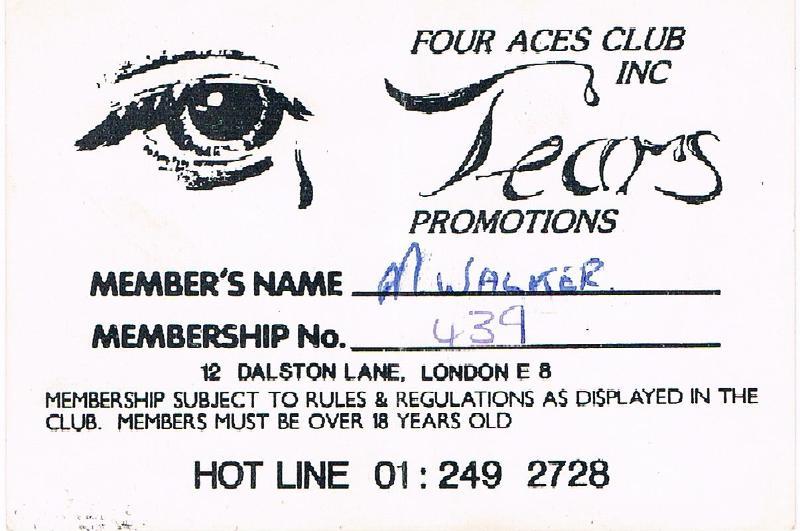 FOUR ACES CLUB
INC
Tears
PROMOTIONS
MEMBER'S NAME M WALKER.
MEMBERSHIP No. 439
12 DALSTON LANE, LONDON E 8
MEMBERSHIP SUBJECT TO RULES & REGULATIONS AS DISPLAYED IN THE
CLUB. MEMBERS MUST BE OVER 18 YEARS OLD
HOT LINE 01:249 2728